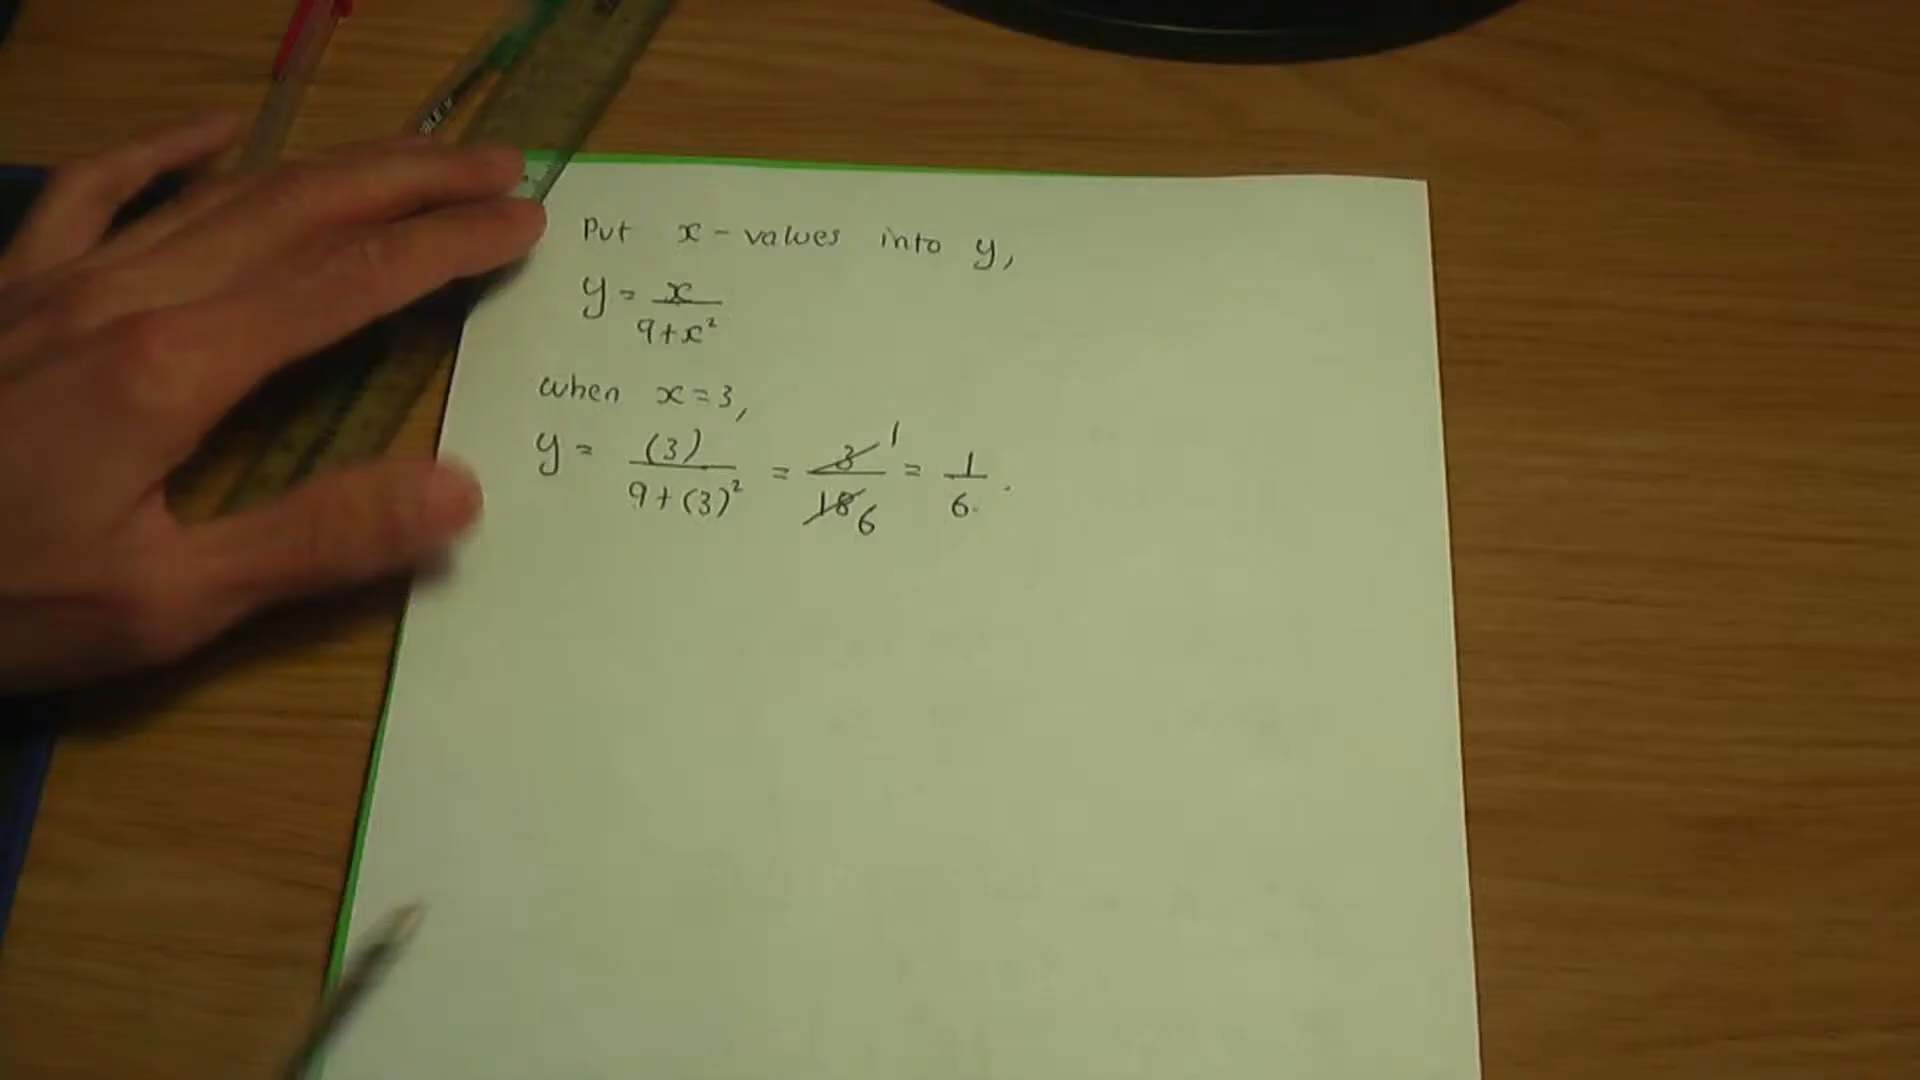 Put x-values into y,
y = x / 9+x²
when x = 3,
y = (3) / 9+(3)² = 3 1 / 18 6 = 1 / 6.